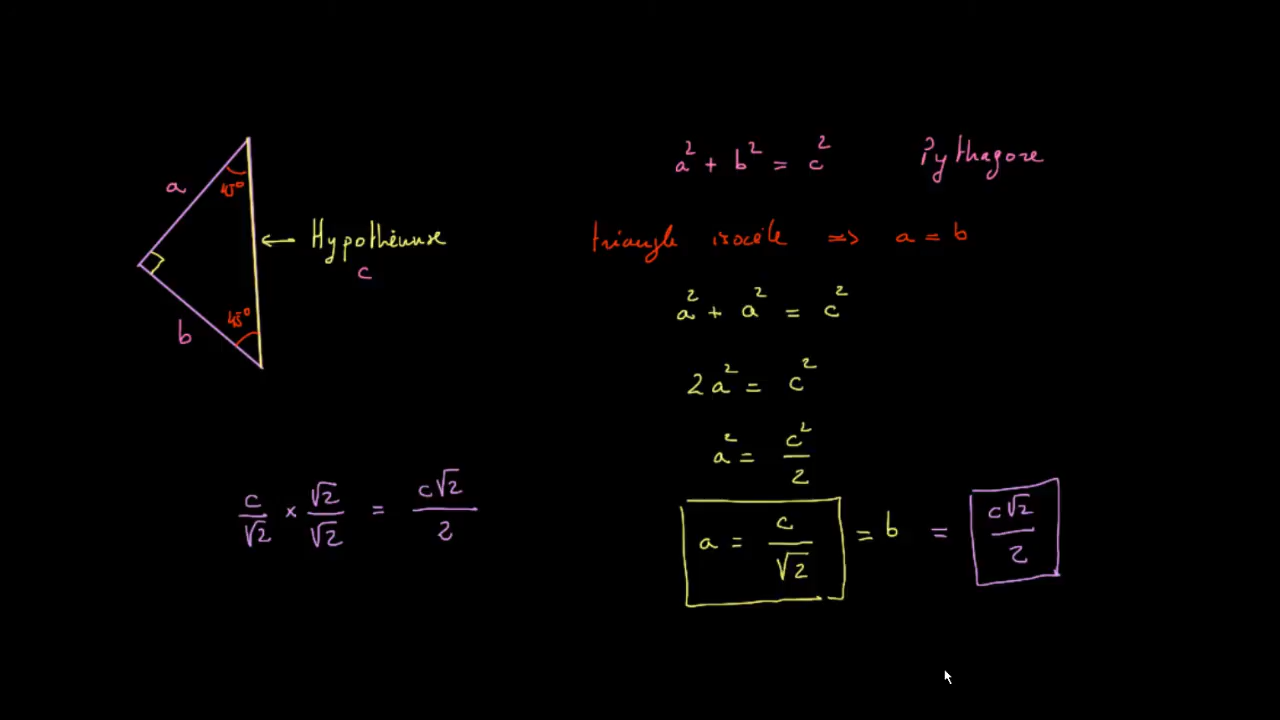 a² + b² = c² Pythagore
a
45°
← Hypothénuse
c
triangle isocèle => a = b
a² + a² = c²
45°
b
2a² = c²
a² = c²/2
c/√2 × √2/√2 = c√2/2
a = c/√2 = b = c√2/2